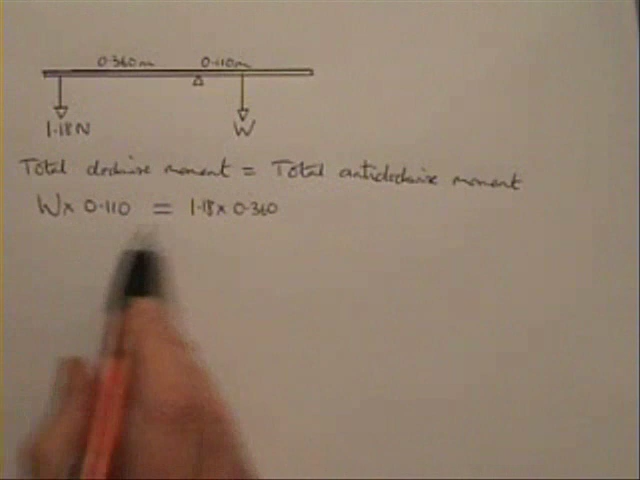 0.360m 0.110m
1.18N W
Total clockwise moment = Total anticlockwise moment
W x 0.110 = 1.18 x 0.360